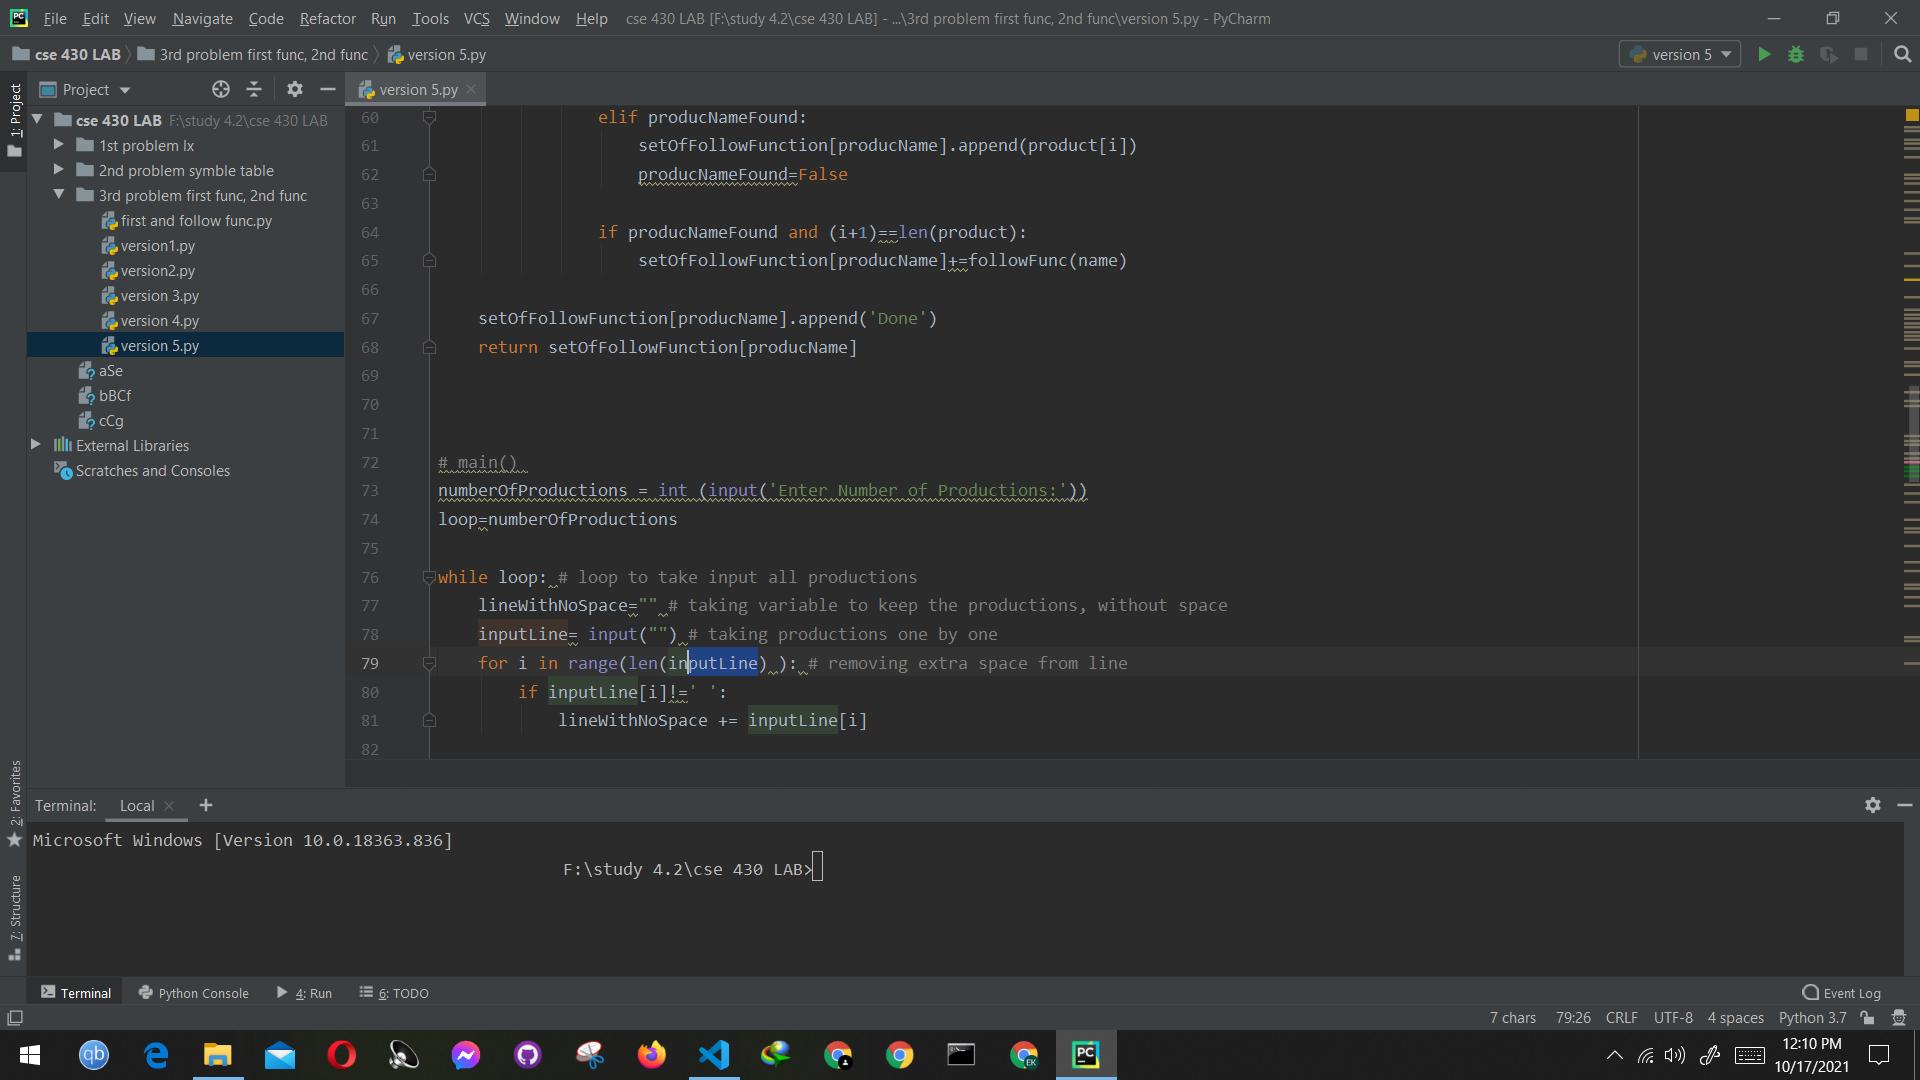 File Edit View Navigate Code Refactor Run Tools VCS Window Help cse 430 LAB [F:\study 4.2\cse 430 LAB] - ...\3rd problem first func, 2nd func\version 5.py - PyCharm
cse 430 LAB 3rd problem first func, 2nd func version 5.py version 5
1: Project
Project
cse 430 LAB F:\study 4.2\cse 430 LAB
1st problem lx
2nd problem symble table
3rd problem first func, 2nd func
first and follow func.py
version1.py
version2.py
version 3.py
version 4.py
version 5.py
aSe
bBCf
cCg
External Libraries
Scratches and Consoles
version 5.py
60 elif producNameFound:
61 setOfFollowFunction[producName].append(product[i])
62 producNameFound=False
63
64 if producNameFound and (i+1)==len(product):
65 setOfFollowFunction[producName]+=followFunc(name)
66
67 setOfFollowFunction[producName].append('Done')
68 return setOfFollowFunction[producName]
69
70
71
72 # main()
73 numberOfProductions = int (input('Enter Number of Productions:'))
74 loop=numberOfProductions
75
76 while loop: # loop to take input all productions
77 lineWithNoSpace="" # taking variable to keep the productions, without space
78 inputLine= input("") # taking productions one by one
79 for i in range(len(inputLine) ): # removing extra space from line
80 if inputLine[i]!=' ':
81 lineWithNoSpace += inputLine[i]
82
2: Favorites
7: Structure
Terminal: Local
Microsoft Windows [Version 10.0.18363.836]
F:\study 4.2\cse 430 LAB>
Terminal Python Console 4: Run 6: TODO Event Log
7 chars 79:26 CRLF UTF-8 4 spaces Python 3.7
qb
EK
PC
12:10 PM
10/17/2021